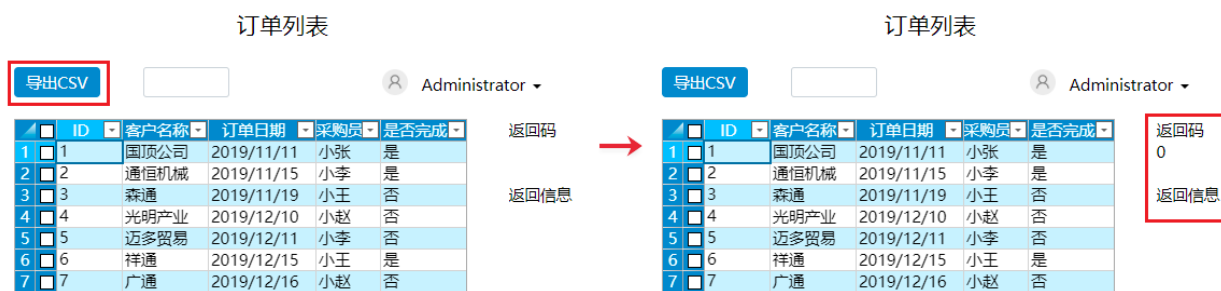 订单列表
导出CSV
Administrator
ID 客户名称 订单日期 采购员 是否完成
1 1 国顶公司 2019/11/11 小张 是
2 2 通恒机械 2019/11/15 小李 是
3 3 森通 2019/11/19 小王 否
4 4 光明产业 2019/12/10 小赵 否
5 5 迈多贸易 2019/12/11 小李 否
6 6 祥通 2019/12/15 小王 是
7 7 广通 2019/12/16 小赵 否
返回码
返回信息
订单列表
导出CSV
Administrator
ID 客户名称 订单日期 采购员 是否完成
1 1 国顶公司 2019/11/11 小张 是
2 2 通恒机械 2019/11/15 小李 是
3 3 森通 2019/11/19 小王 否
4 4 光明产业 2019/12/10 小赵 否
5 5 迈多贸易 2019/12/11 小李 否
6 6 祥通 2019/12/15 小王 是
7 7 广通 2019/12/16 小赵 否
返回码
0
返回信息